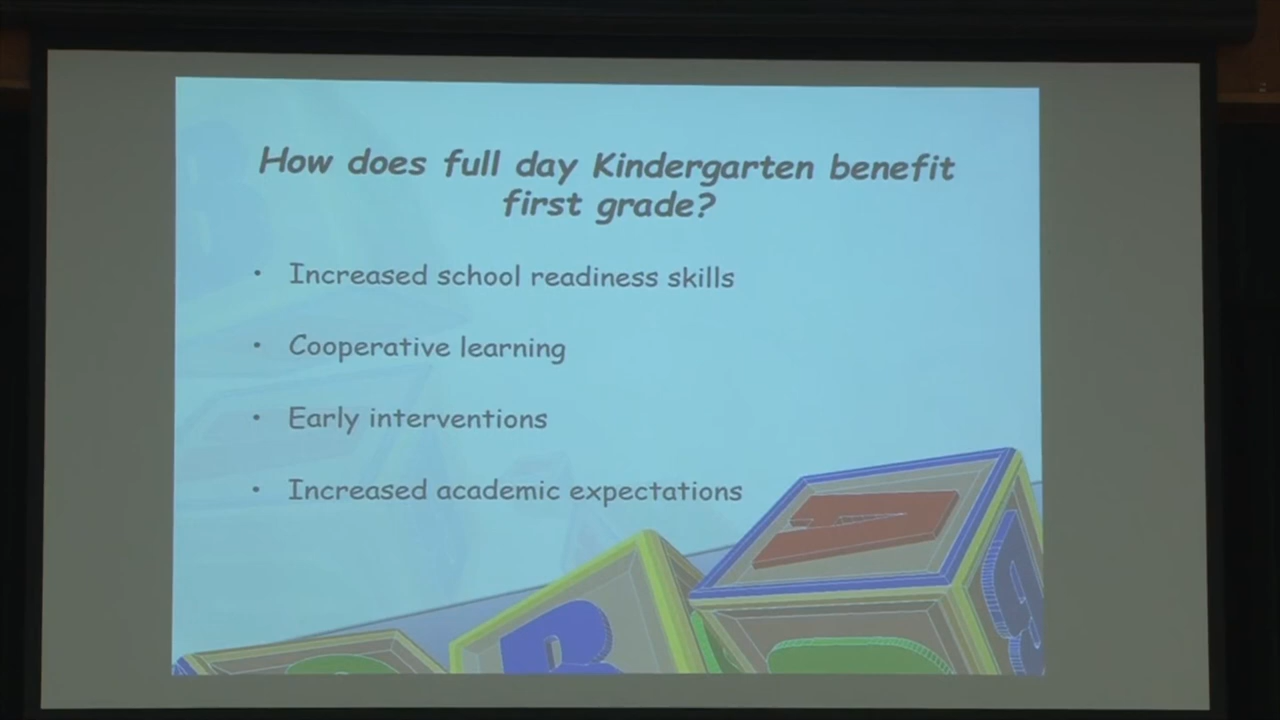 How does full day Kindergarten benefit
first grade?
• Increased school readiness skills
• Cooperative learning
• Early interventions
• Increased academic expectations
A
B